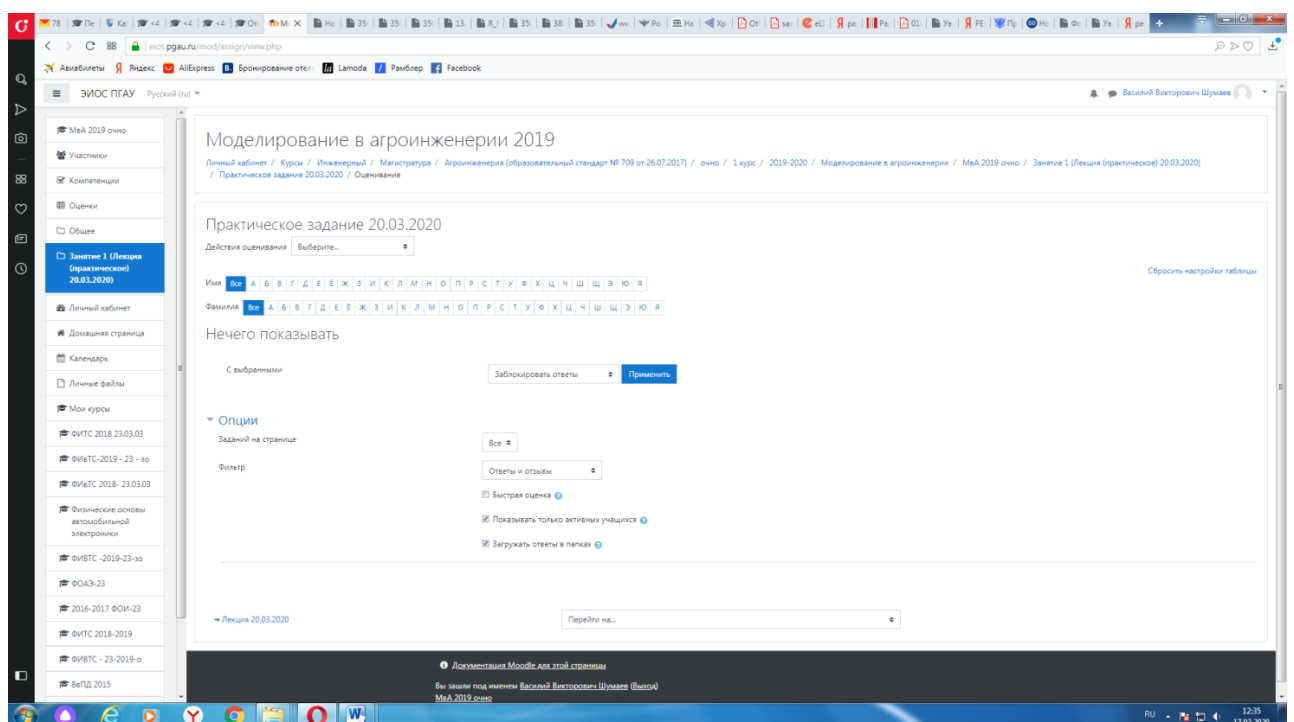 78
eios.pgau.ru/mod/assign/view.php
Авиабилеты Яндекс AliExpress Бронирование отел Lamoda Рамблер Facebook
ЭИОС ПГАУ Русский (ru)
Василий Викторович Шумаев
МвА 2019 очно
Участники
Компетенции
Оценки
Общее
Занятие 1 (Лекция
(практическое)
20.03.2020)
Личный кабинет
Домашняя страница
Календарь
Личные файлы
Мои курсы
ФИТС 2018 23.03.03
ФИвТС-2019 - 23 - зо
ФИвТС 2018- 23.03.03
Физические основы
автомобильной
электроники
ФИВТС -2019-23-зо
ФОАЭ-23
2016-2017 ФОИ-23
ФИТС 2018-2019
ФИВТС - 23-2019-о
ВвПД 2015
Моделирование в агроинженерии 2019
Личный кабинет / Курсы / Инженерный / Магистратура / Агроинженерия (образовательный стандарт № 709 от 26.07.2017) / очно / 1 курс / 2019-2020 / Моделирование в агроинженерии / МвА 2019 очно / Занятие 1 (Лекция (практическое) 20.03.2020)
/ Практическое задание 20.03.2020 / Оценивание
Практическое задание 20.03.2020
Действия оценивания Выберите...
Сбросить настройки таблицы
Имя Все А Б В Г Д Е Ё Ж З И К Л М Н О П Р С Т У Ф Х Ц Ч Ш Щ Э Ю Я
Фамилия Все А Б В Г Д Е Ё Ж З И К Л М Н О П Р С Т У Ф Х Ц Ч Ш Щ Э Ю Я
Нечего показывать
С выбранными Заблокировать ответы Применить
Опции
Заданий на странице Все
Фильтр Ответы и отзывы
Быстрая оценка
Показывать только активных учащихся
Загружать ответы в папках
Лекция 20.03.2020 Перейти на...
Документация Moodle для этой страницы
Вы зашли под именем Василий Викторович Шумаев (Выход)
МвА 2019 очно
RU 12:35
17.03.2020